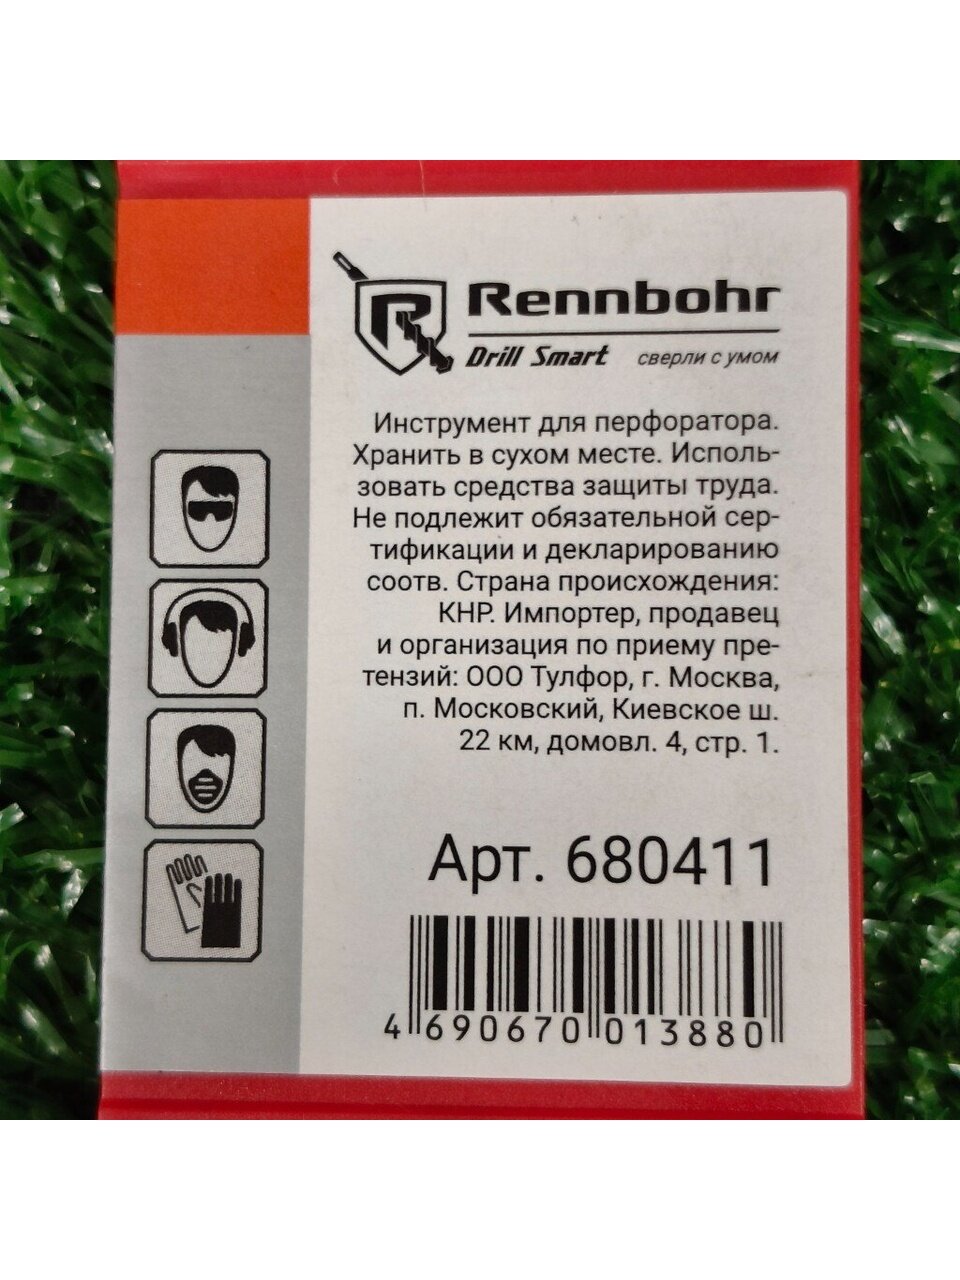 Rennbohr
Drill Smart сверли с умом
Инструмент для перфоратора.
Хранить в сухом месте. Исполь-
зовать средства защиты труда.
Не подлежит обязательной сер-
тификации и декларированию
соотв. Страна происхождения:
КНР. Импортер, продавец
и организация по приему пре-
тензий: ООО Тулфор, г. Москва,
п. Московский, Киевское ш.
22 км, домовл. 4, стр. 1.
Арт. 680411
4 690670 013880